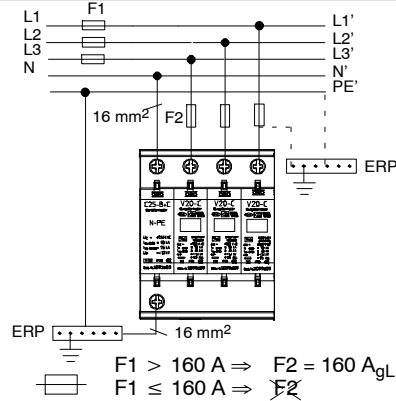 F1
L1 L1'
L2 L2'
L3 L3'
N N'
PE'
16 mm² F2
ERP
C25-B+C V20-C V20-C V20-C
N-PE
ERP 16 mm²
F1 > 160 A ⇒ F2 = 160 AgL
F1 ≤ 160 A ⇒ F2